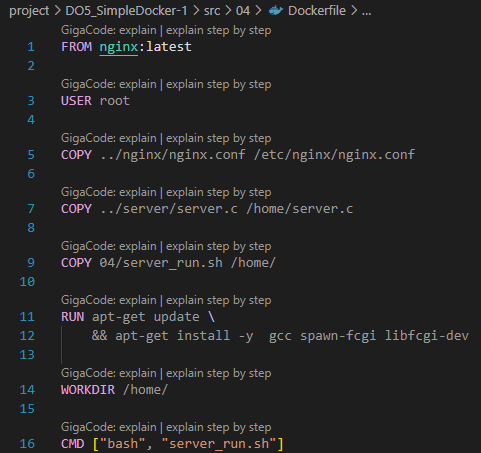 project > DO5_SimpleDocker-1 > src > 04 > Dockerfile > ...
GigaCode: explain | explain step by step
1 FROM nginx:latest
2
GigaCode: explain | explain step by step
3 USER root
4
GigaCode: explain | explain step by step
5 COPY ../nginx/nginx.conf /etc/nginx/nginx.conf
6
GigaCode: explain | explain step by step
7 COPY ../server/server.c /home/server.c
8
GigaCode: explain | explain step by step
9 COPY 04/server_run.sh /home/
10
GigaCode: explain | explain step by step
11 RUN apt-get update \
12 && apt-get install -y  gcc spawn-fcgi libfcgi-dev
13
GigaCode: explain | explain step by step
14 WORKDIR /home/
15
GigaCode: explain | explain step by step
16 CMD ["bash", "server_run.sh"]